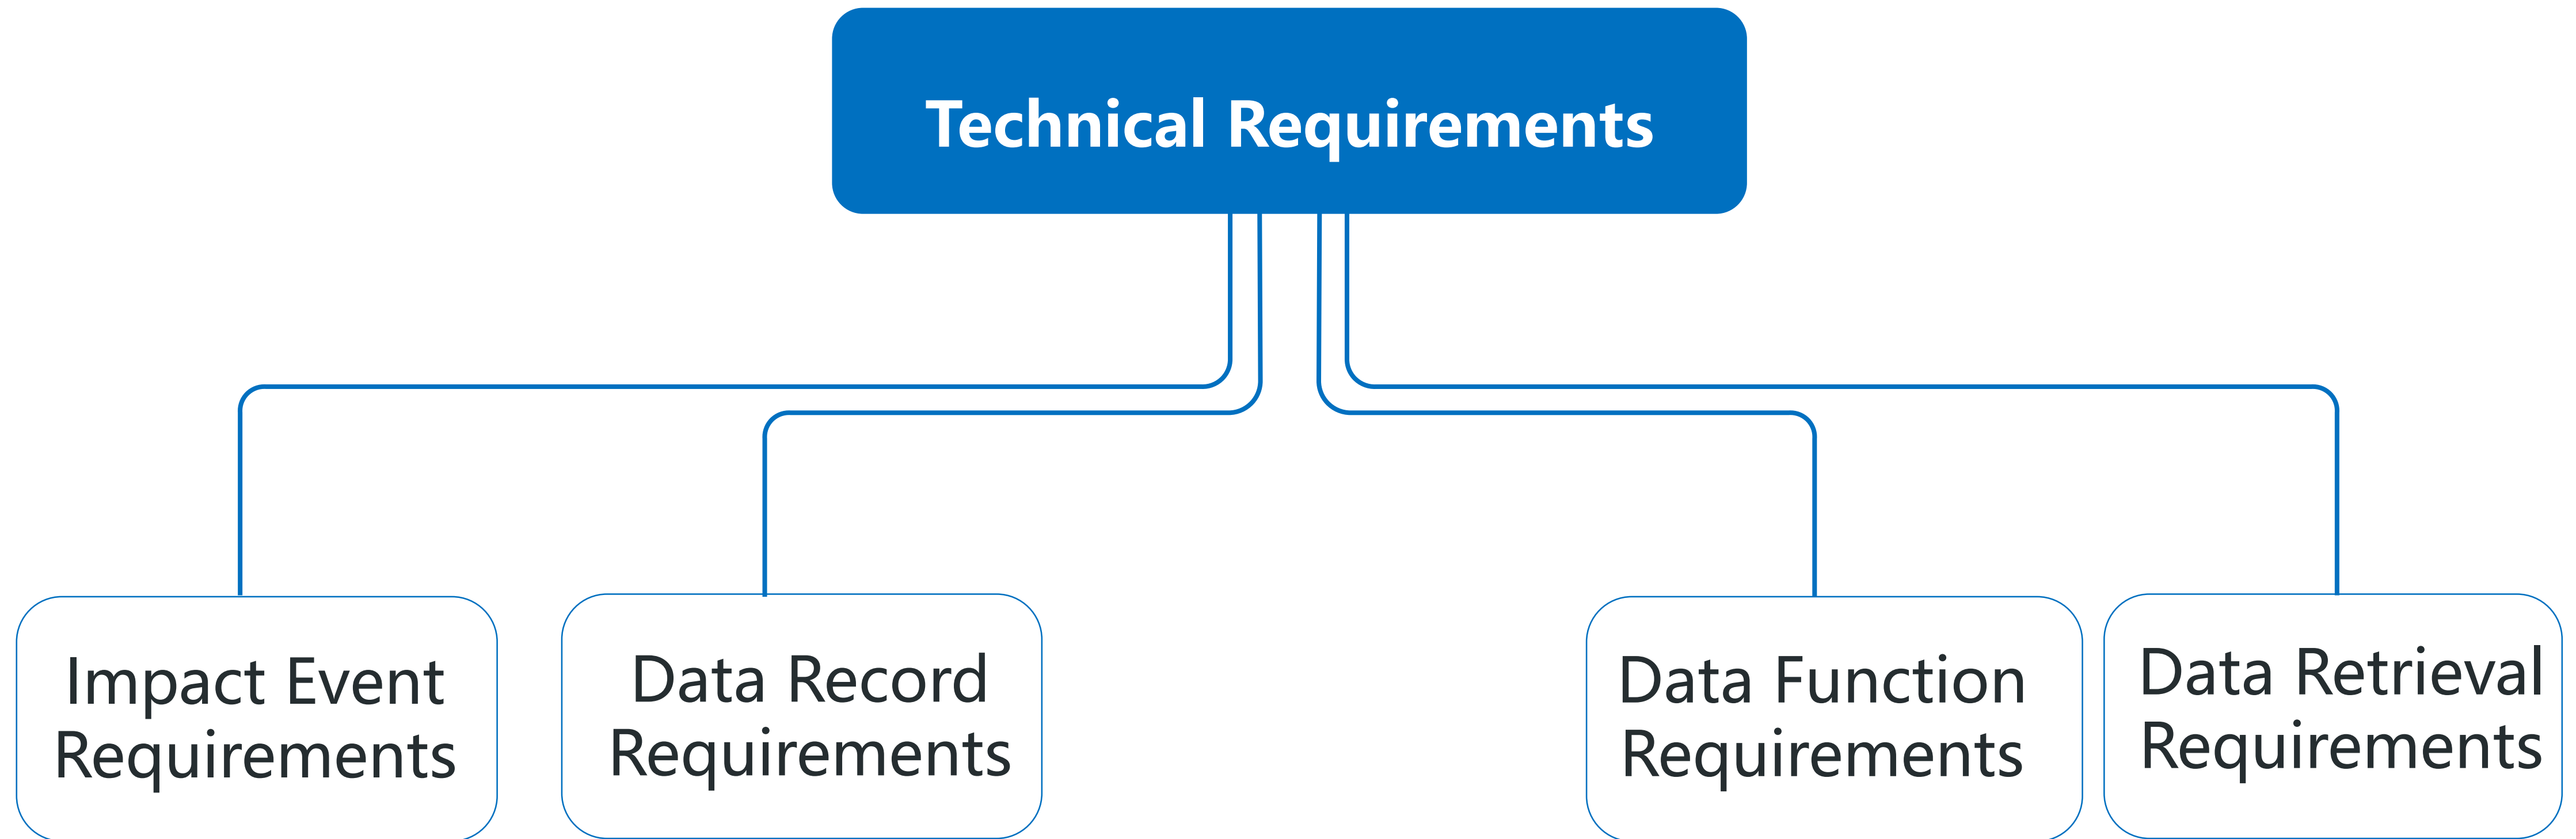 Technical Requirements
Impact Event
Requirements
Data Record
Requirements
Data Function
Requirements
Data Retrieval
Requirements